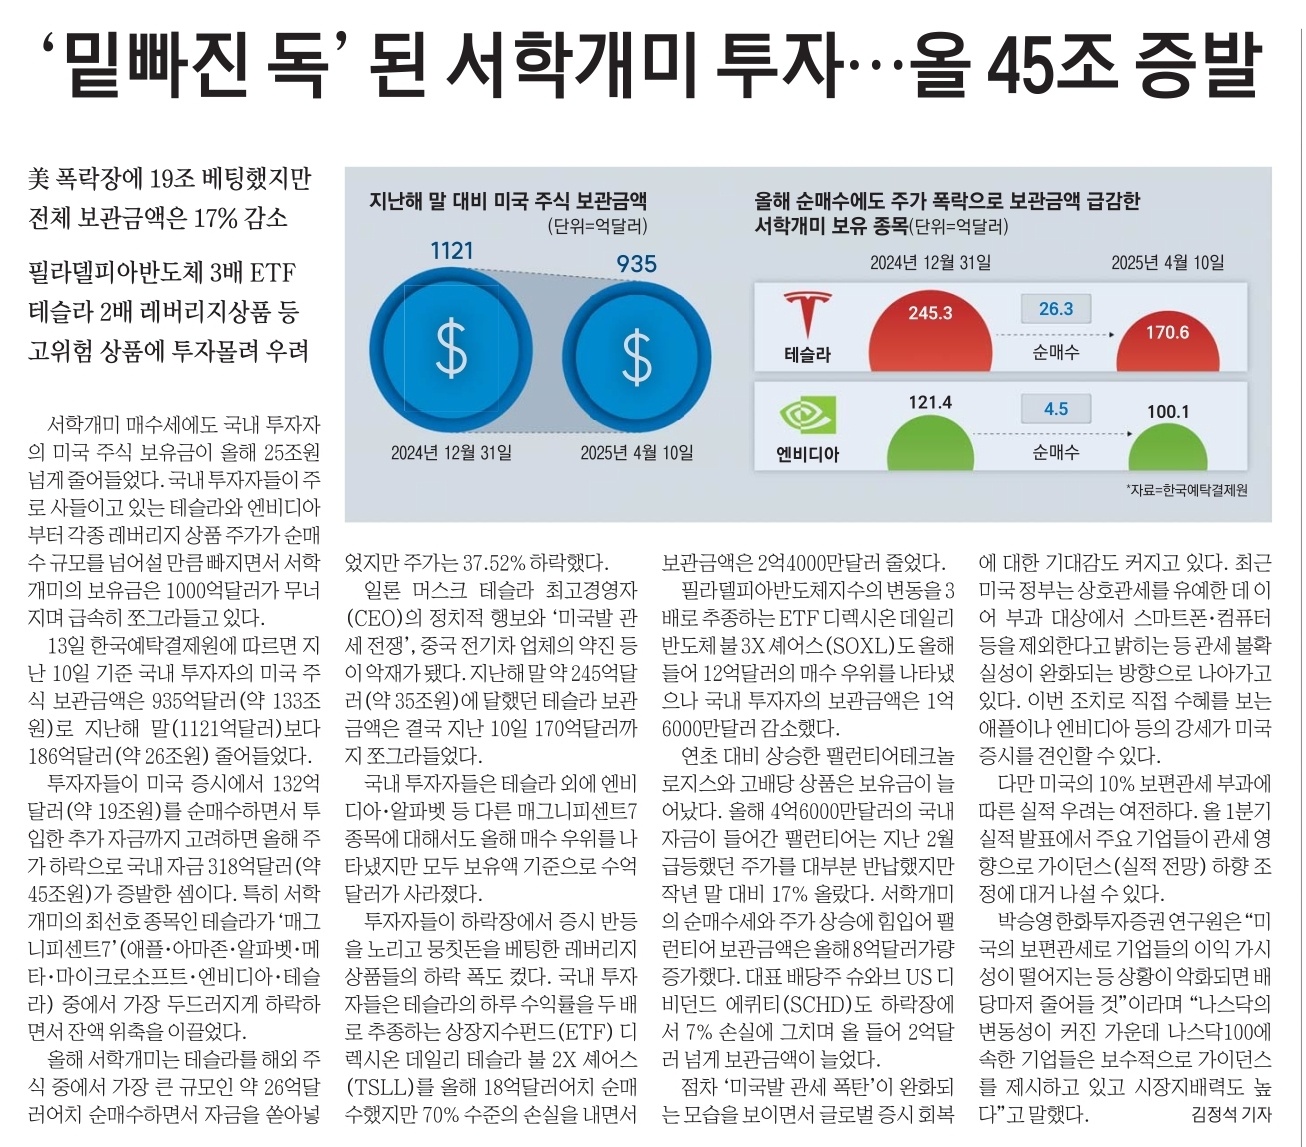 ‘밑빠진 독’ 된 서학개미 투자…올 45조 증발
美 폭락장에 19조 베팅했지만
전체 보관금액은 17% 감소
필라델피아반도체 3배 ETF
테슬라 2배 레버리지상품 등
고위험 상품에 투자몰려 우려
지난해 말 대비 미국 주식 보관금액
(단위=억달러)
1121
935
$
$
2024년 12월 31일
2025년 4월 10일
올해 순매수에도 주가 폭락으로 보관금액 급감한
서학개미 보유 종목(단위=억달러)
2024년 12월 31일
2025년 4월 10일
테슬라
245.3
26.3
순매수
170.6
엔비디아
121.4
4.5
순매수
100.1
*자료=한국예탁결제원
서학개미 매수세에도 국내 투자자
의 미국 주식 보유금이 올해 25조원
넘게 줄어들었다. 국내 투자자들이 주
로 사들이고 있는 테슬라와 엔비디아
부터 각종 레버리지 상품 주가가 순매
수 규모를 넘어설 만큼 빠지면서 서학
개미의 보유금은 1000억달러가 무너
지며 급속히 쪼그라들고 있다.
13일 한국예탁결제원에 따르면 지
난 10일 기준 국내 투자자의 미국 주
식 보관금액은 935억달러(약 133조
원)로 지난해 말(1121억달러)보다
186억달러(약 26조원) 줄어들었다.
투자자들이 미국 증시에서 132억
달러(약 19조원)를 순매수하면서 투
입한 추가 자금까지 고려하면 올해 주
가 하락으로 국내 자금 318억달러(약
45조원)가 증발한 셈이다. 특히 서학
개미의 최선호 종목인 테슬라가 ‘매그
니피센트7’(애플·아마존·알파벳·메
타·마이크로소프트·엔비디아·테슬
라) 중에서 가장 두드러지게 하락하
면서 잔액 위축을 이끌었다.
올해 서학개미는 테슬라를 해외 주
식 중에서 가장 큰 규모인 약 26억달
러어치 순매수하면서 자금을 쏟아넣
었지만 주가는 37.52% 하락했다.
일론 머스크 테슬라 최고경영자
(CEO)의 정치적 행보와 ‘미국발 관
세 전쟁’, 중국 전기차 업체의 약진 등
이 악재가 됐다. 지난해 말 약 245억달
러(약 35조원)에 달했던 테슬라 보관
금액은 결국 지난 10일 170억달러까
지 쪼그라들었다.
국내 투자자들은 테슬라 외에 엔비
디아·알파벳 등 다른 매그니피센트7
종목에 대해서도 올해 매수 우위를 나
타냈지만 모두 보유액 기준으로 수억
달러가 사라졌다.
투자자들이 하락장에서 증시 반등
을 노리고 뭉칫돈을 베팅한 레버리지
상품들의 하락 폭도 컸다. 국내 투자
자들은 테슬라의 하루 수익률을 두 배
로 추종하는 상장지수펀드(ETF) 디
렉시온 데일리 테슬라 불 2X 셰어스
(TSLL)를 올해 18억달러어치 순매
수했지만 70% 수준의 손실을 내면서
보관금액은 2억4000만달러 줄었다.
필라델피아반도체지수의 변동을 3
배로 추종하는 ETF 디렉시온 데일리
반도체 불 3X 셰어스(SOXL)도 올해
들어 12억달러의 매수 우위를 나타냈
으나 국내 투자자의 보관금액은 1억
6000만달러 감소했다.
연초 대비 상승한 팰런티어테크놀
로지스와 고배당 상품은 보유금이 늘
어났다. 올해 4억6000만달러의 국내
자금이 들어간 팰런티어는 지난 2월
급등했던 주가를 대부분 반납했지만
작년 말 대비 17% 올랐다. 서학개미
의 순매수세와 주가 상승에 힘입어 팰
런티어 보관금액은 올해 8억달러가량
증가했다. 대표 배당주 슈와브 US 디
비던드 에퀴티(SCHD)도 하락장에
서 7% 손실에 그치며 올 들어 2억달
러 넘게 보관금액이 늘었다.
점차 ‘미국발 관세 폭탄’이 완화되
는 모습을 보이면서 글로벌 증시 회복
에 대한 기대감도 커지고 있다. 최근
미국 정부는 상호관세를 유예한 데 이
어 부과 대상에서 스마트폰·컴퓨터
등을 제외한다고 밝히는 등 관세 불확
실성이 완화되는 방향으로 나아가고
있다. 이번 조치로 직접 수혜를 보는
애플이나 엔비디아 등의 강세가 미국
증시를 견인할 수 있다.
다만 미국의 10% 보편관세 부과에
따른 실적 우려는 여전하다. 올 1분기
실적 발표에서 주요 기업들이 관세 영
향으로 가이던스(실적 전망) 하향 조
정에 대거 나설 수 있다.
박승영 한화투자증권 연구원은 “미
국의 보편관세로 기업들의 이익 가시
성이 떨어지는 등 상황이 악화되면 배
당마저 줄어들 것”이라며 “나스닥의
변동성이 커진 가운데 나스닥100에
속한 기업들은 보수적으로 가이던스
를 제시하고 있고 시장지배력도 높
다”고 말했다. 김정석 기자